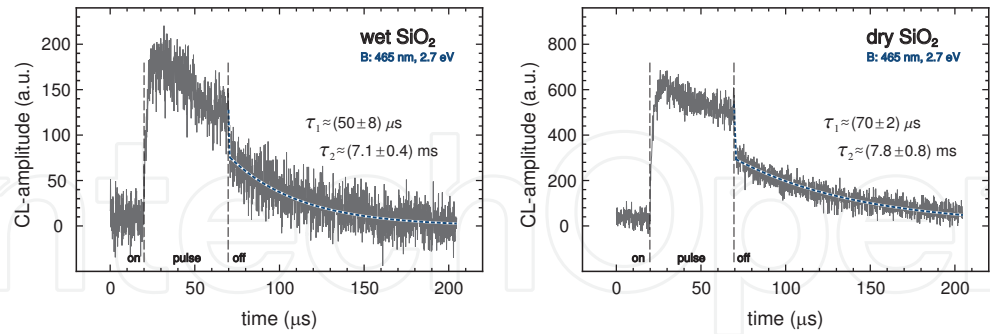 wet SiO₂
B: 465 nm, 2.7 eV
τ₁≈(50±8) μs
τ₂≈(7.1±0.4) ms
CL-amplitude (a.u.)
200
150
100
50
0
on pulse off
0 50 100 150 200
time (μs)
dry SiO₂
B: 465 nm, 2.7 eV
τ₁≈(70±2) μs
τ₂≈(7.8±0.8) ms
CL-amplitude (a.u.)
800
600
400
200
0
on pulse off
0 50 100 150 200
time (μs)